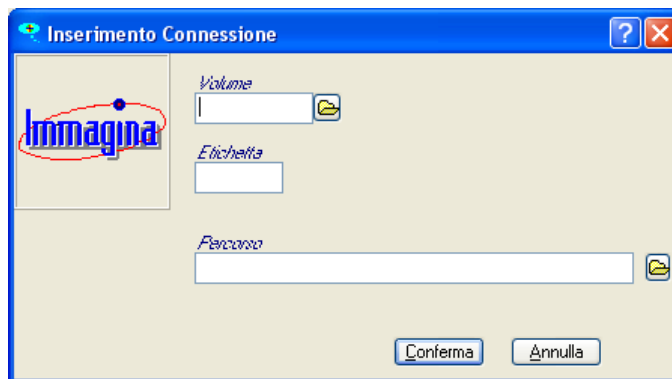 Inserimento Connessione
Immagina
Volume
Etichetta
Percorso
Conferma
Annulla